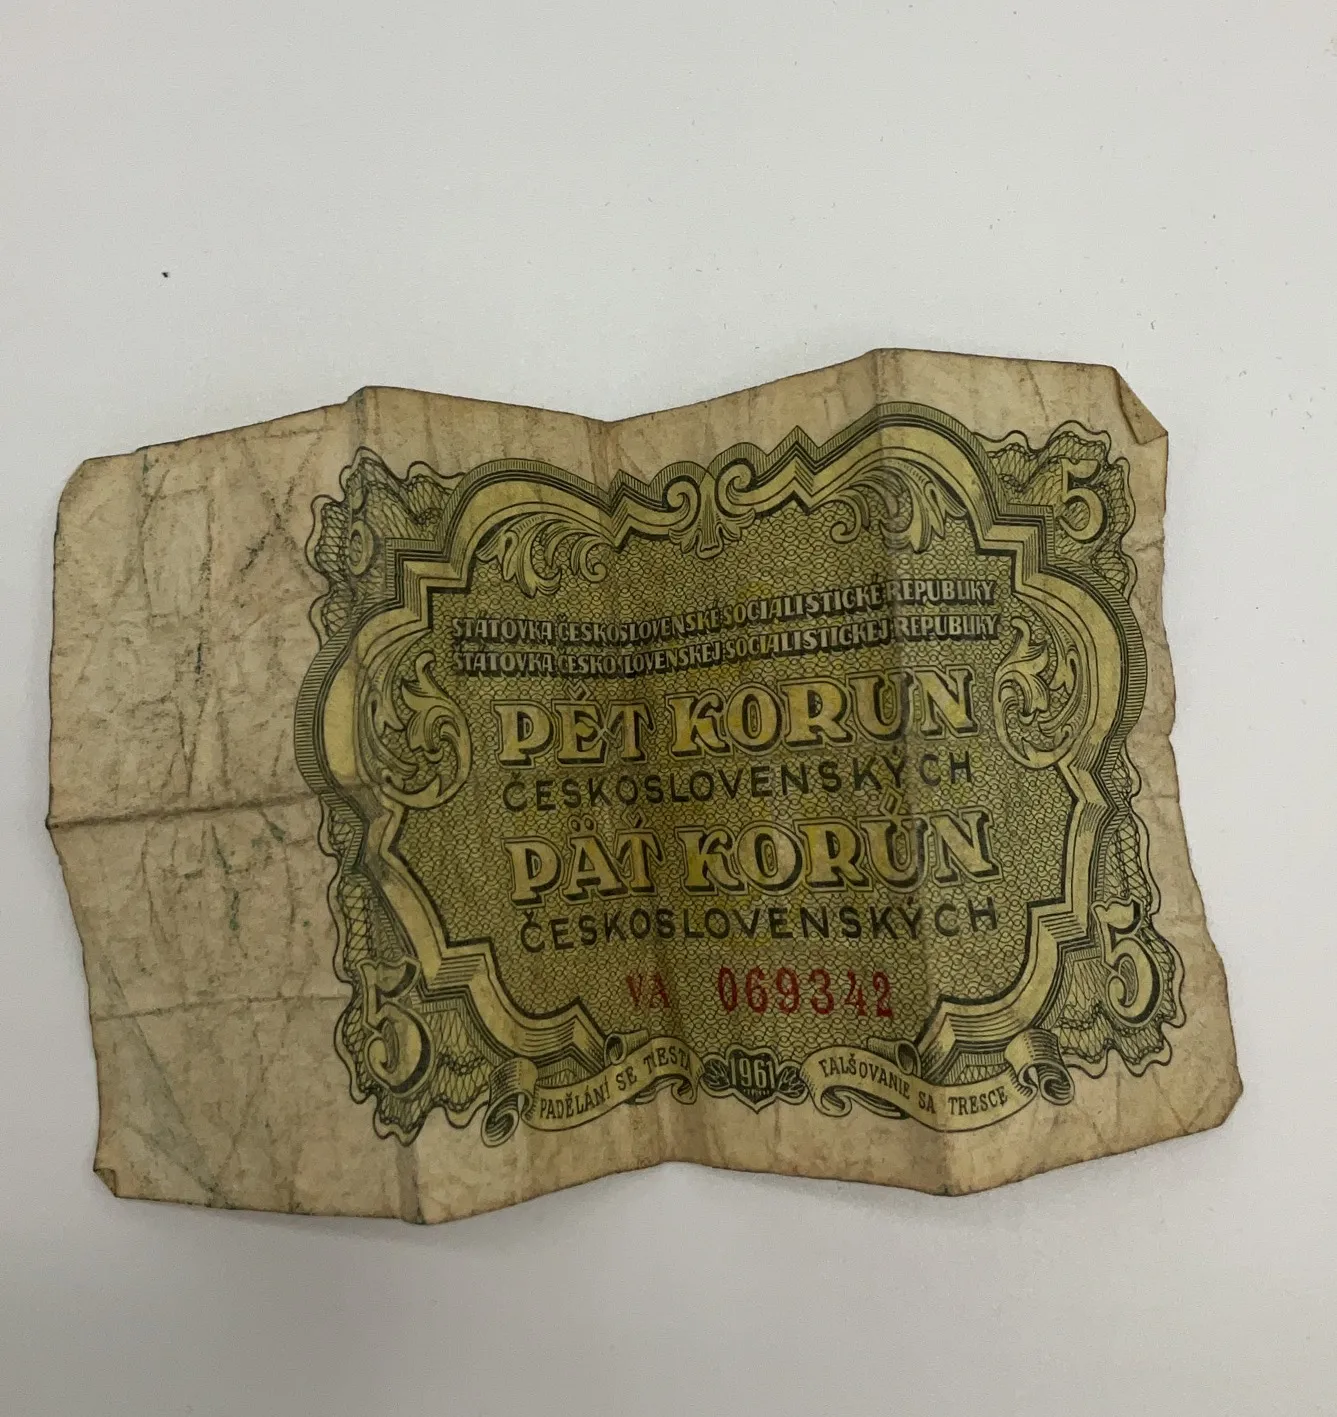 5
5
STÁTOVKA ČESKOSLOVENSKÉ SOCIALISTICKÉ REPUBLIKY
ŠTÁTOVKA ČESKOSLOVENSKEJ SOCIALISTICKEJ REPUBLIKY
PĚT KORUN
ČESKOSLOVENSKÝCH
PÄŤ KORÚN
ČESKOSLOVENSKÝCH
VA 069342
5
5
PADĚLÁNÍ SE TRESTÁ
1961
FALŠOVANIE SA TRESCE